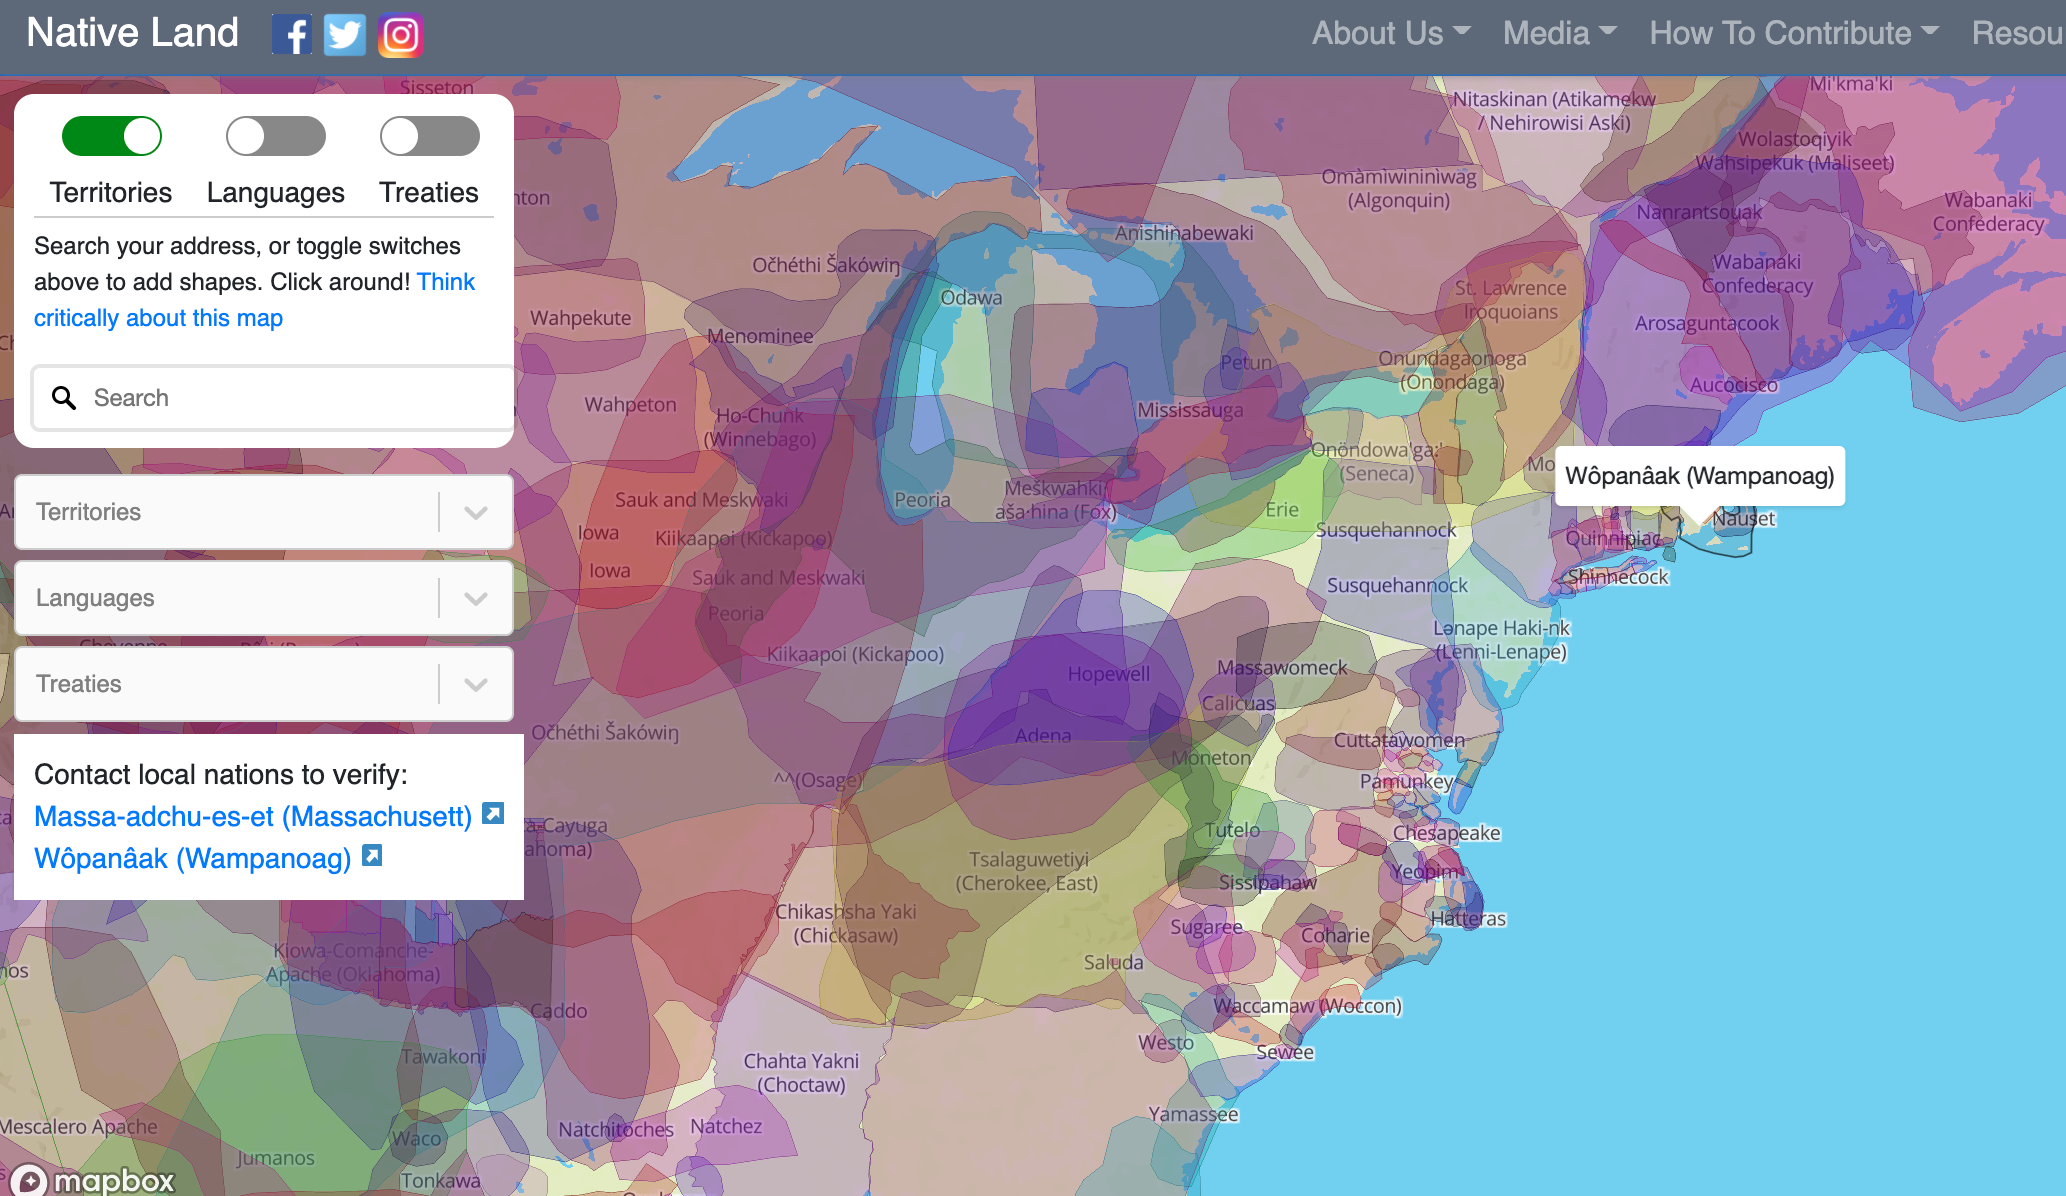 Native Land
About Us
Media
How To Contribute
Territories
Languages
Treaties
Search your address, or toggle switches
above to add shapes. Click around! Think
critically about this map
Search
Territories
Languages
Treaties
Contact local nations to verify:
Massa-adchu-es-et (Massachusett)
Wôpanâak (Wampanoag)
Sisseton
Nitaskinan (Atikamekw
/ Nehirowisi Aski)
Mi'kma'ki
Wolastoqiyik
Wahsipekuk (Maliseet)
Omàmìwininìwag
(Algonquin)
Wabanaki
Confederacy
Nanrantsouak
Anishinabewaki
Očhéthi Šakówiŋ
Wabanaki
Confederacy
Odawa
St. Lawrence
Iroquoians
Wahpekute
Arosaguntacook
Menominee
Petun
Onundagaonoga
(Onondaga)
Aucocisco
Wahpeton
Ho-Chunk
(Winnebago)
Mississauga
Onöndowa'ga:'
(Seneca)
Wôpanâak (Wampanoag)
Sauk and Meskwaki
Peoria
Meškwahki·
aša·hina (Fox)
Erie
Nauset
Iowa
Kiikaapoi (Kickapoo)
Susquehannock
Quinnipiac
Iowa
Sauk and Meskwaki
Susquehannock
Shinnecock
Peoria
Lənape Haki-nk
(Lenni-Lenape)
Kiikaapoi (Kickapoo)
Hopewell
Massawomeck
Calicuas
Očhéthi Šakówiŋ
Adena
Cuttatawomen
Moneton
^^(Osage)
Pamunkey
Tutelo
Chesapeake
Tsalaguwetiyi
(Cherokee, East)
Yeopim
Sissipahaw
Chikashsha Yaki
(Chickasaw)
Sugaree
Hatteras
Coharie
Kiowa-Comanche-
Apache (Oklahoma)
Saluda
Caddo
Waccamaw (Woccon)
Westo
Sewee
Tawakoni
Chahta Yakni
(Choctaw)
Yamassee
Mescalero Apache
Waco
Natchitoches
Natchez
Jumanos
Tonkawa
mapbox